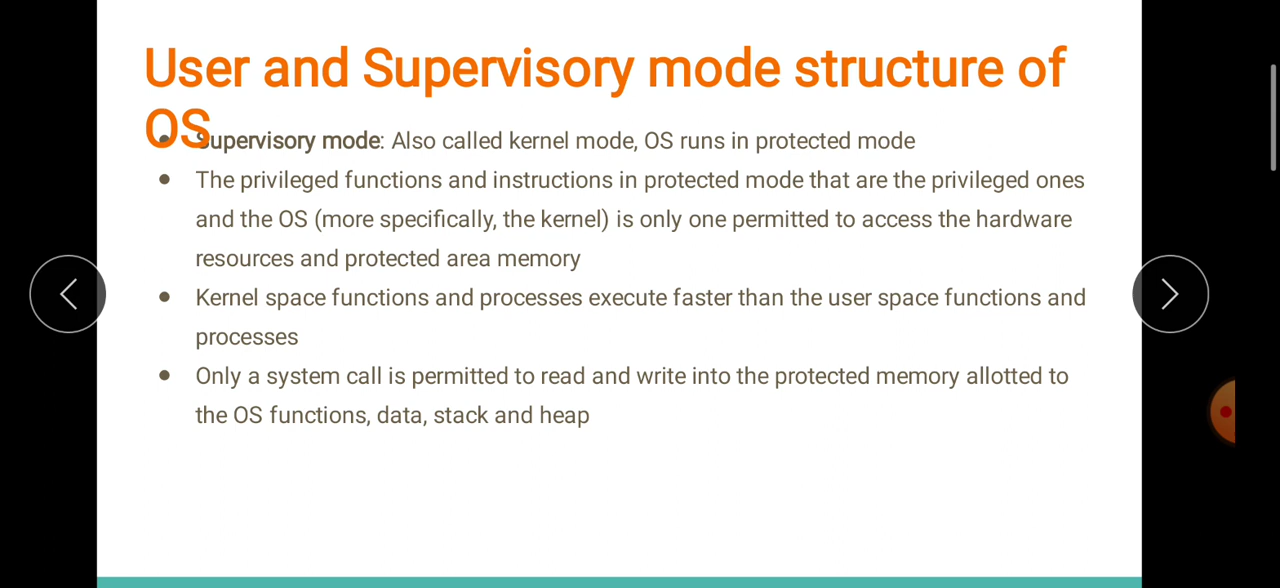 User and Supervisory mode structure of
OS
Supervisory mode: Also called kernel mode, OS runs in protected mode
The privileged functions and instructions in protected mode that are the privileged ones
and the OS (more specifically, the kernel) is only one permitted to access the hardware
resources and protected area memory
Kernel space functions and processes execute faster than the user space functions and
processes
Only a system call is permitted to read and write into the protected memory allotted to
the OS functions, data, stack and heap